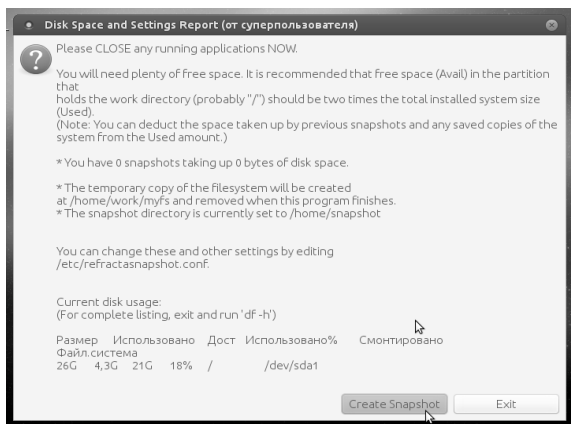 Disk Space and Settings Report (от суперпользователя)
Please CLOSE any running applications NOW.
You will need plenty of free space. It is recommended that free space (Avail) in the partition
that
holds the work directory (probably "/") should be two times the total installed system size
(Used).
(Note: You can deduct the space taken up by previous snapshots and any saved copies of the
system from the Used amount.)
* You have 0 snapshots taking up 0 bytes of disk space.
* The temporary copy of the filesystem will be created
at /home/work/myfs and removed when this program finishes.
* The snapshot directory is currently set to /home/snapshot
You can change these and other settings by editing
/etc/refractasnapshot.conf.
Current disk usage:
(For complete listing, exit and run 'df -h')
Размер Использовано Дост Использовано% Cмонтировано
Файл.система
26G 4,3G 21G 18% / /dev/sda1
Create Snapshot Exit